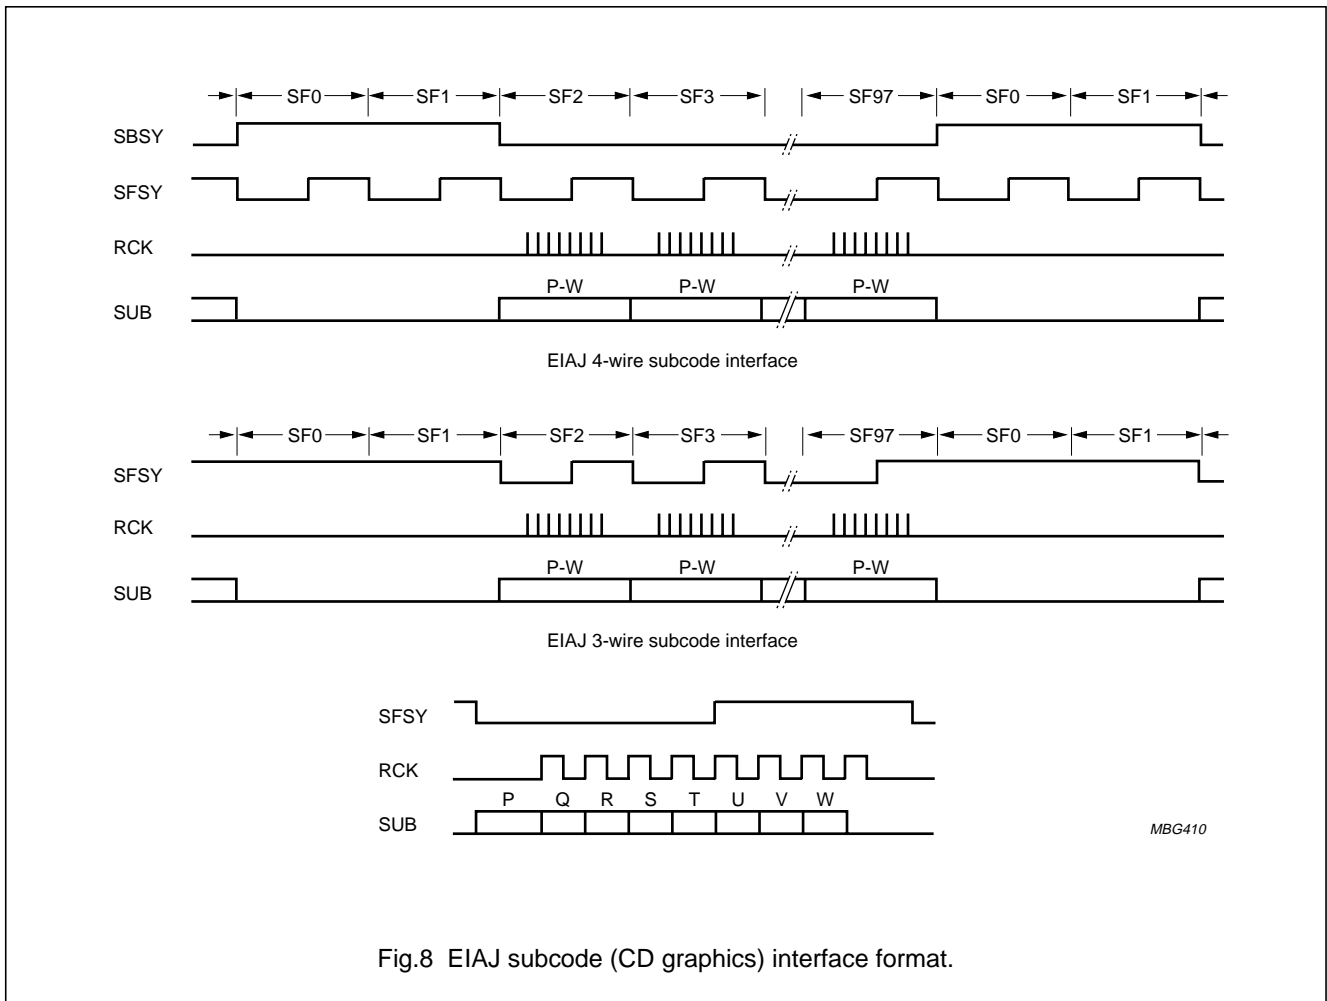 SF0 SF1 SF2 SF3 SF97 SF0 SF1
SBSY
SFSY
RCK
P-W P-W P-W
SUB
EIAJ 4-wire subcode interface
SF0 SF1 SF2 SF3 SF97 SF0 SF1
SFSY
RCK
P-W P-W P-W
SUB
EIAJ 3-wire subcode interface
SFSY
RCK
P Q R S T U V W
SUB
MBG410
Fig.8 EIAJ subcode (CD graphics) interface format.